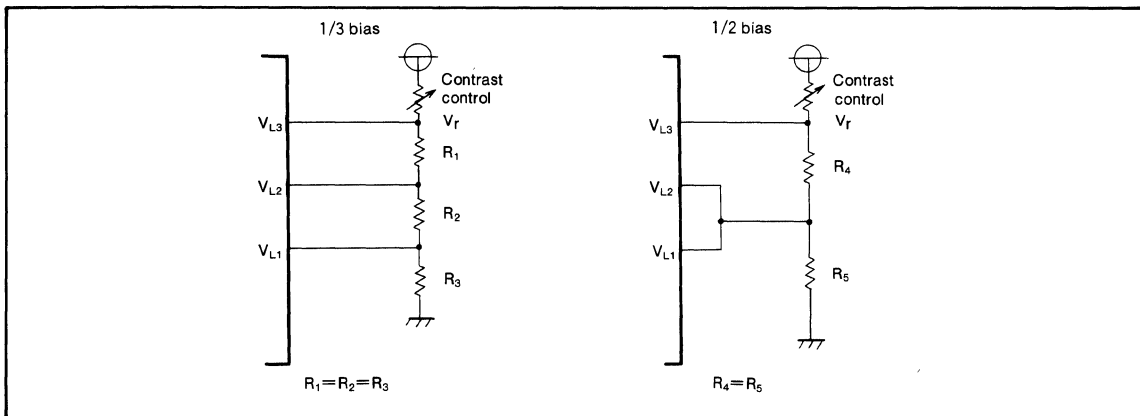 1/3 bias
Contrast
control
V_L3
V_r
R_1
V_L2
R_2
V_L1
R_3
R_1=R_2=R_3
1/2 bias
Contrast
control
V_L3
V_r
R_4
V_L2
V_L1
R_5
R_4=R_5